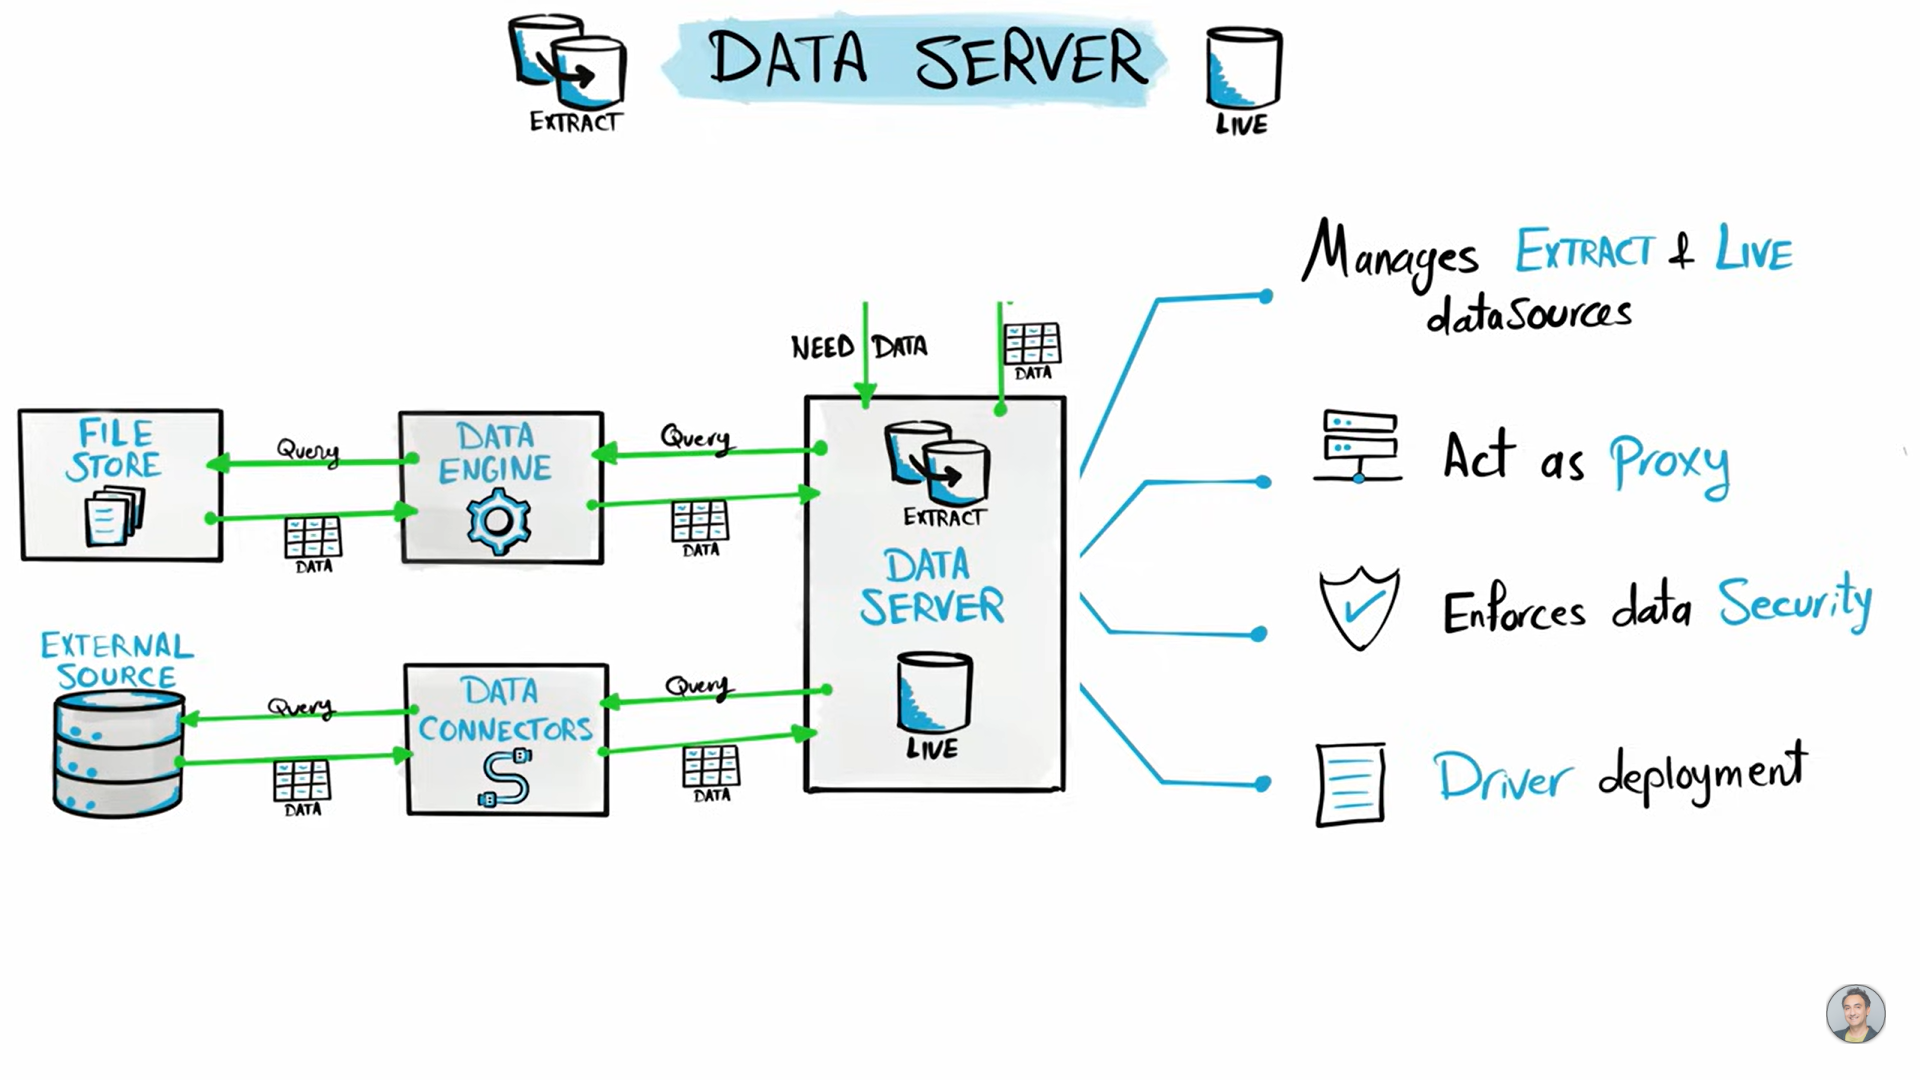 DATA SERVER
EXTRACT
LIVE
NEED DATA
DATA
FILE
STORE
Query
DATA
DATA
ENGINE
Query
DATA
EXTRACT
DATA
SERVER
LIVE
EXTERNAL
SOURCE
Query
DATA
DATA
CONNECTORS
Query
DATA
Manages EXTRACT & LIVE
datasources
Act as Proxy
Enforces data Security
Driver deployment